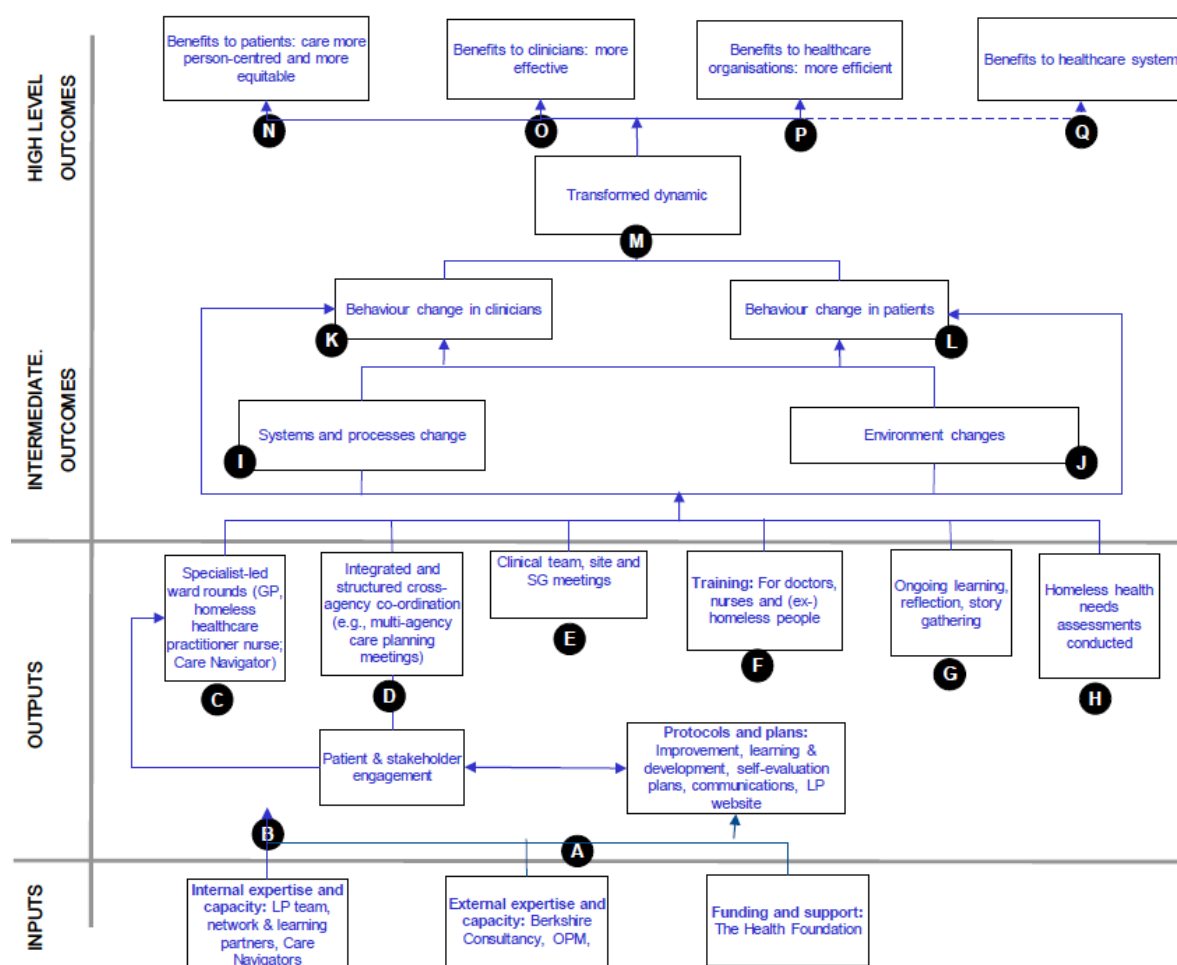 HIGH LEVEL
OUTCOMES
Benefits to patients: care more
person-centred and more
equitable
Benefits to clinicians: more
effective
Benefits to healthcare
organisations: more efficient
Benefits to healthcare system
N
O
P
Q
Transformed dynamic
M
INTERMEDIATE.
OUTCOMES
Behaviour change in clinicians
K
Behaviour change in patients
L
Systems and processes change
I
Environment changes
J
OUTPUTS
Specialist-led
ward rounds (GP,
homeless
healthcare
practitioner nurse;
Care Navigator)
C
Integrated and
structured cross-
agency co-ordination
(e.g., multi-agency
care planning
meetings)
D
Clinical team, site and
SG meetings
E
Training: For doctors,
nurses and (ex-)
homeless people
F
Ongoing learning,
reflection, story
gathering
G
Homeless health
needs
assessments
conducted
H
Patient & stakeholder
engagement
Protocols and plans:
Improvement, learning &
development, self-evaluation
plans, communications, LP
website
B
A
INPUTS
Internal expertise and
capacity: LP team,
network & learning
partners, Care
Navigators
External expertise and
capacity: Berkshire
Consultancy, OPM,
Funding and support:
The Health Foundation